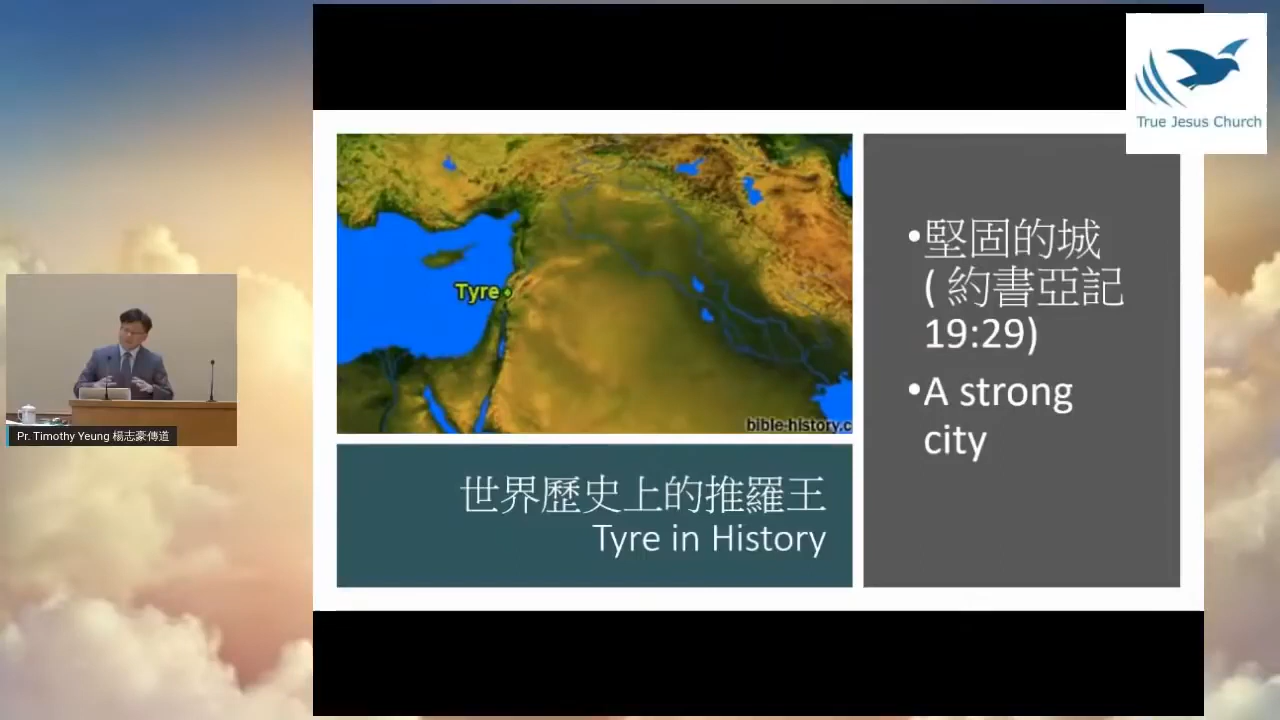 True Jesus Church
Tyre
bible-history.c
世界歷史上的推羅王
Tyre in History
•堅固的城
( 約書亞記
19:29)
•A strong
city
Pr. Timothy Yeung 楊志豪傳道